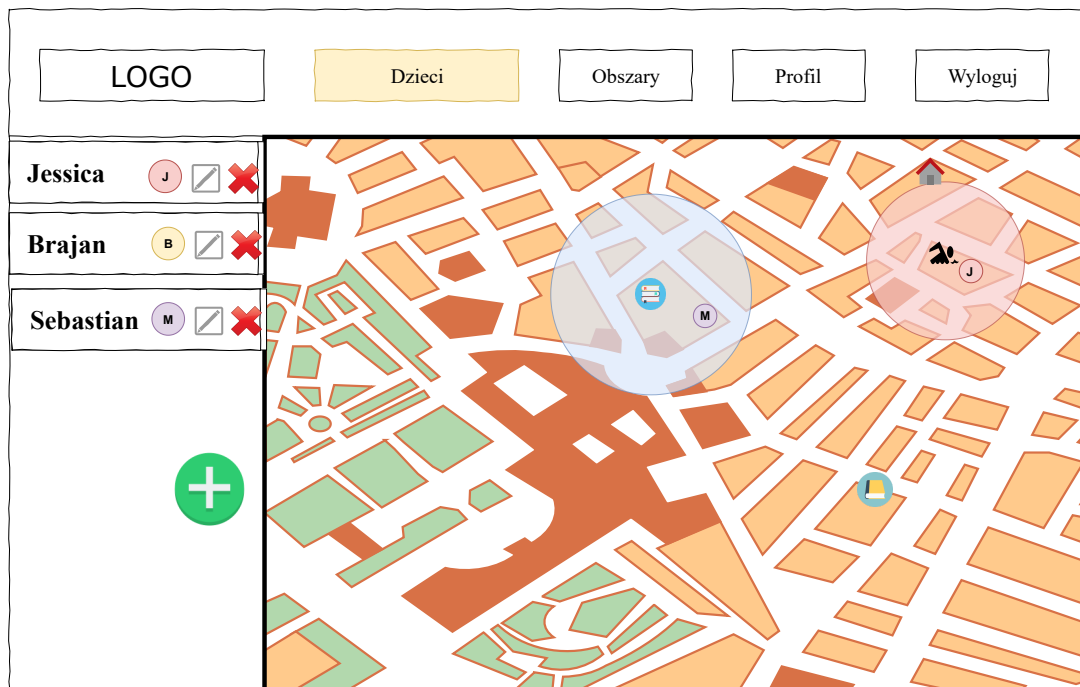 LOGO
Dzieci
Obszary
Profil
Wyloguj
Jessica
J
Brajan
B
Sebastian
M
M
J